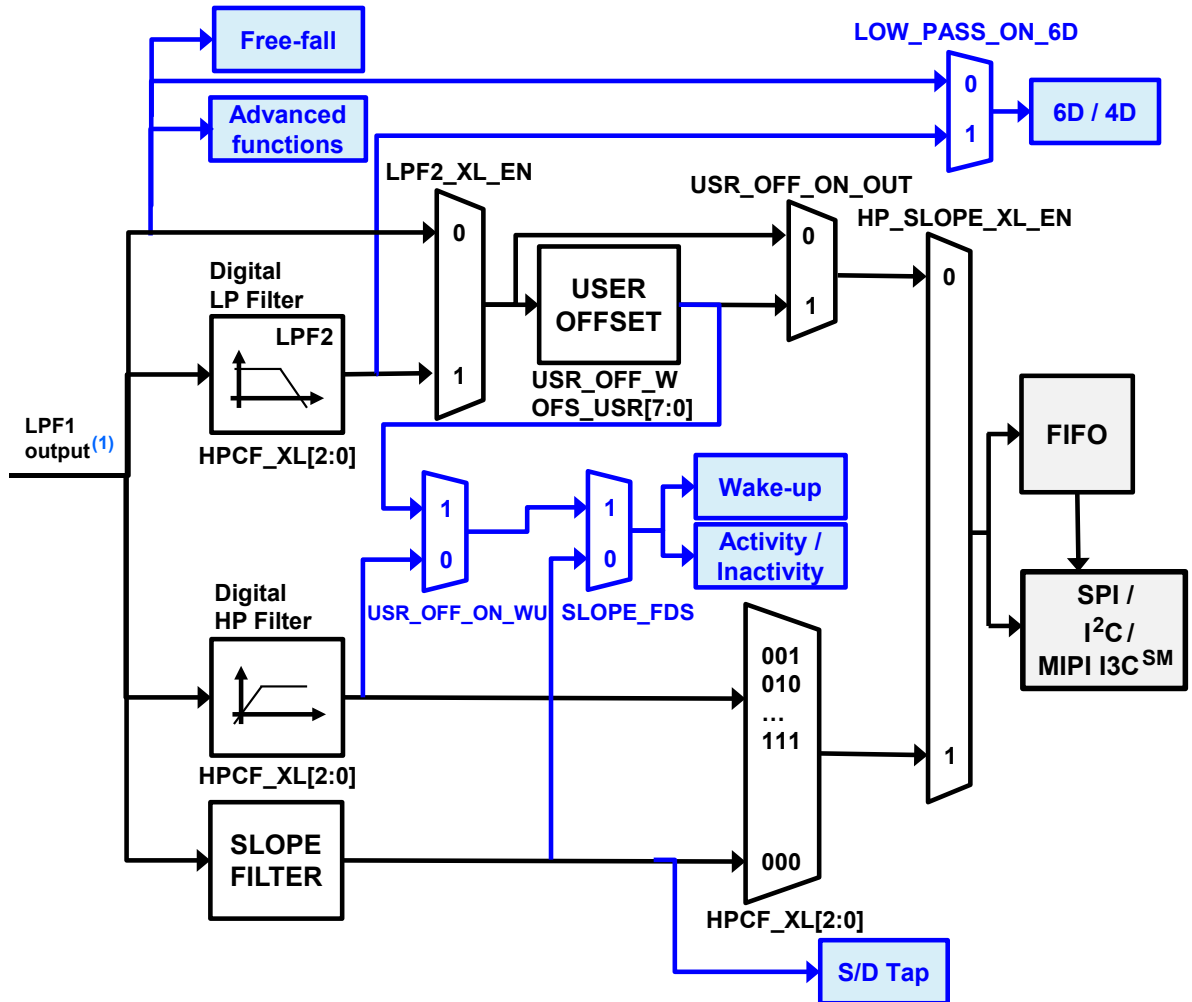 Free-fall
LOW_PASS_ON_6D
0
1
6D / 4D
Advanced
functions
LPF2_XL_EN
0
1
USR_OFF_ON_OUT
0
1
HP_SLOPE_XL_EN
0
1
Digital
LP Filter
LPF2
HPCF_XL[2:0]
USER
OFFSET
USR_OFF_W
OFS_USR[7:0]
LPF1
output(1)
FIFO
SPI /
I2C/
MIPI I3CSM
1
0
USR_OFF_ON_WU
1
0
SLOPE_FDS
Wake-up
Activity /
Inactivity
Digital
HP Filter
HPCF_XL[2:0]
001
010
...
111
000
HPCF_XL[2:0]
SLOPE
FILTER
S/D Tap